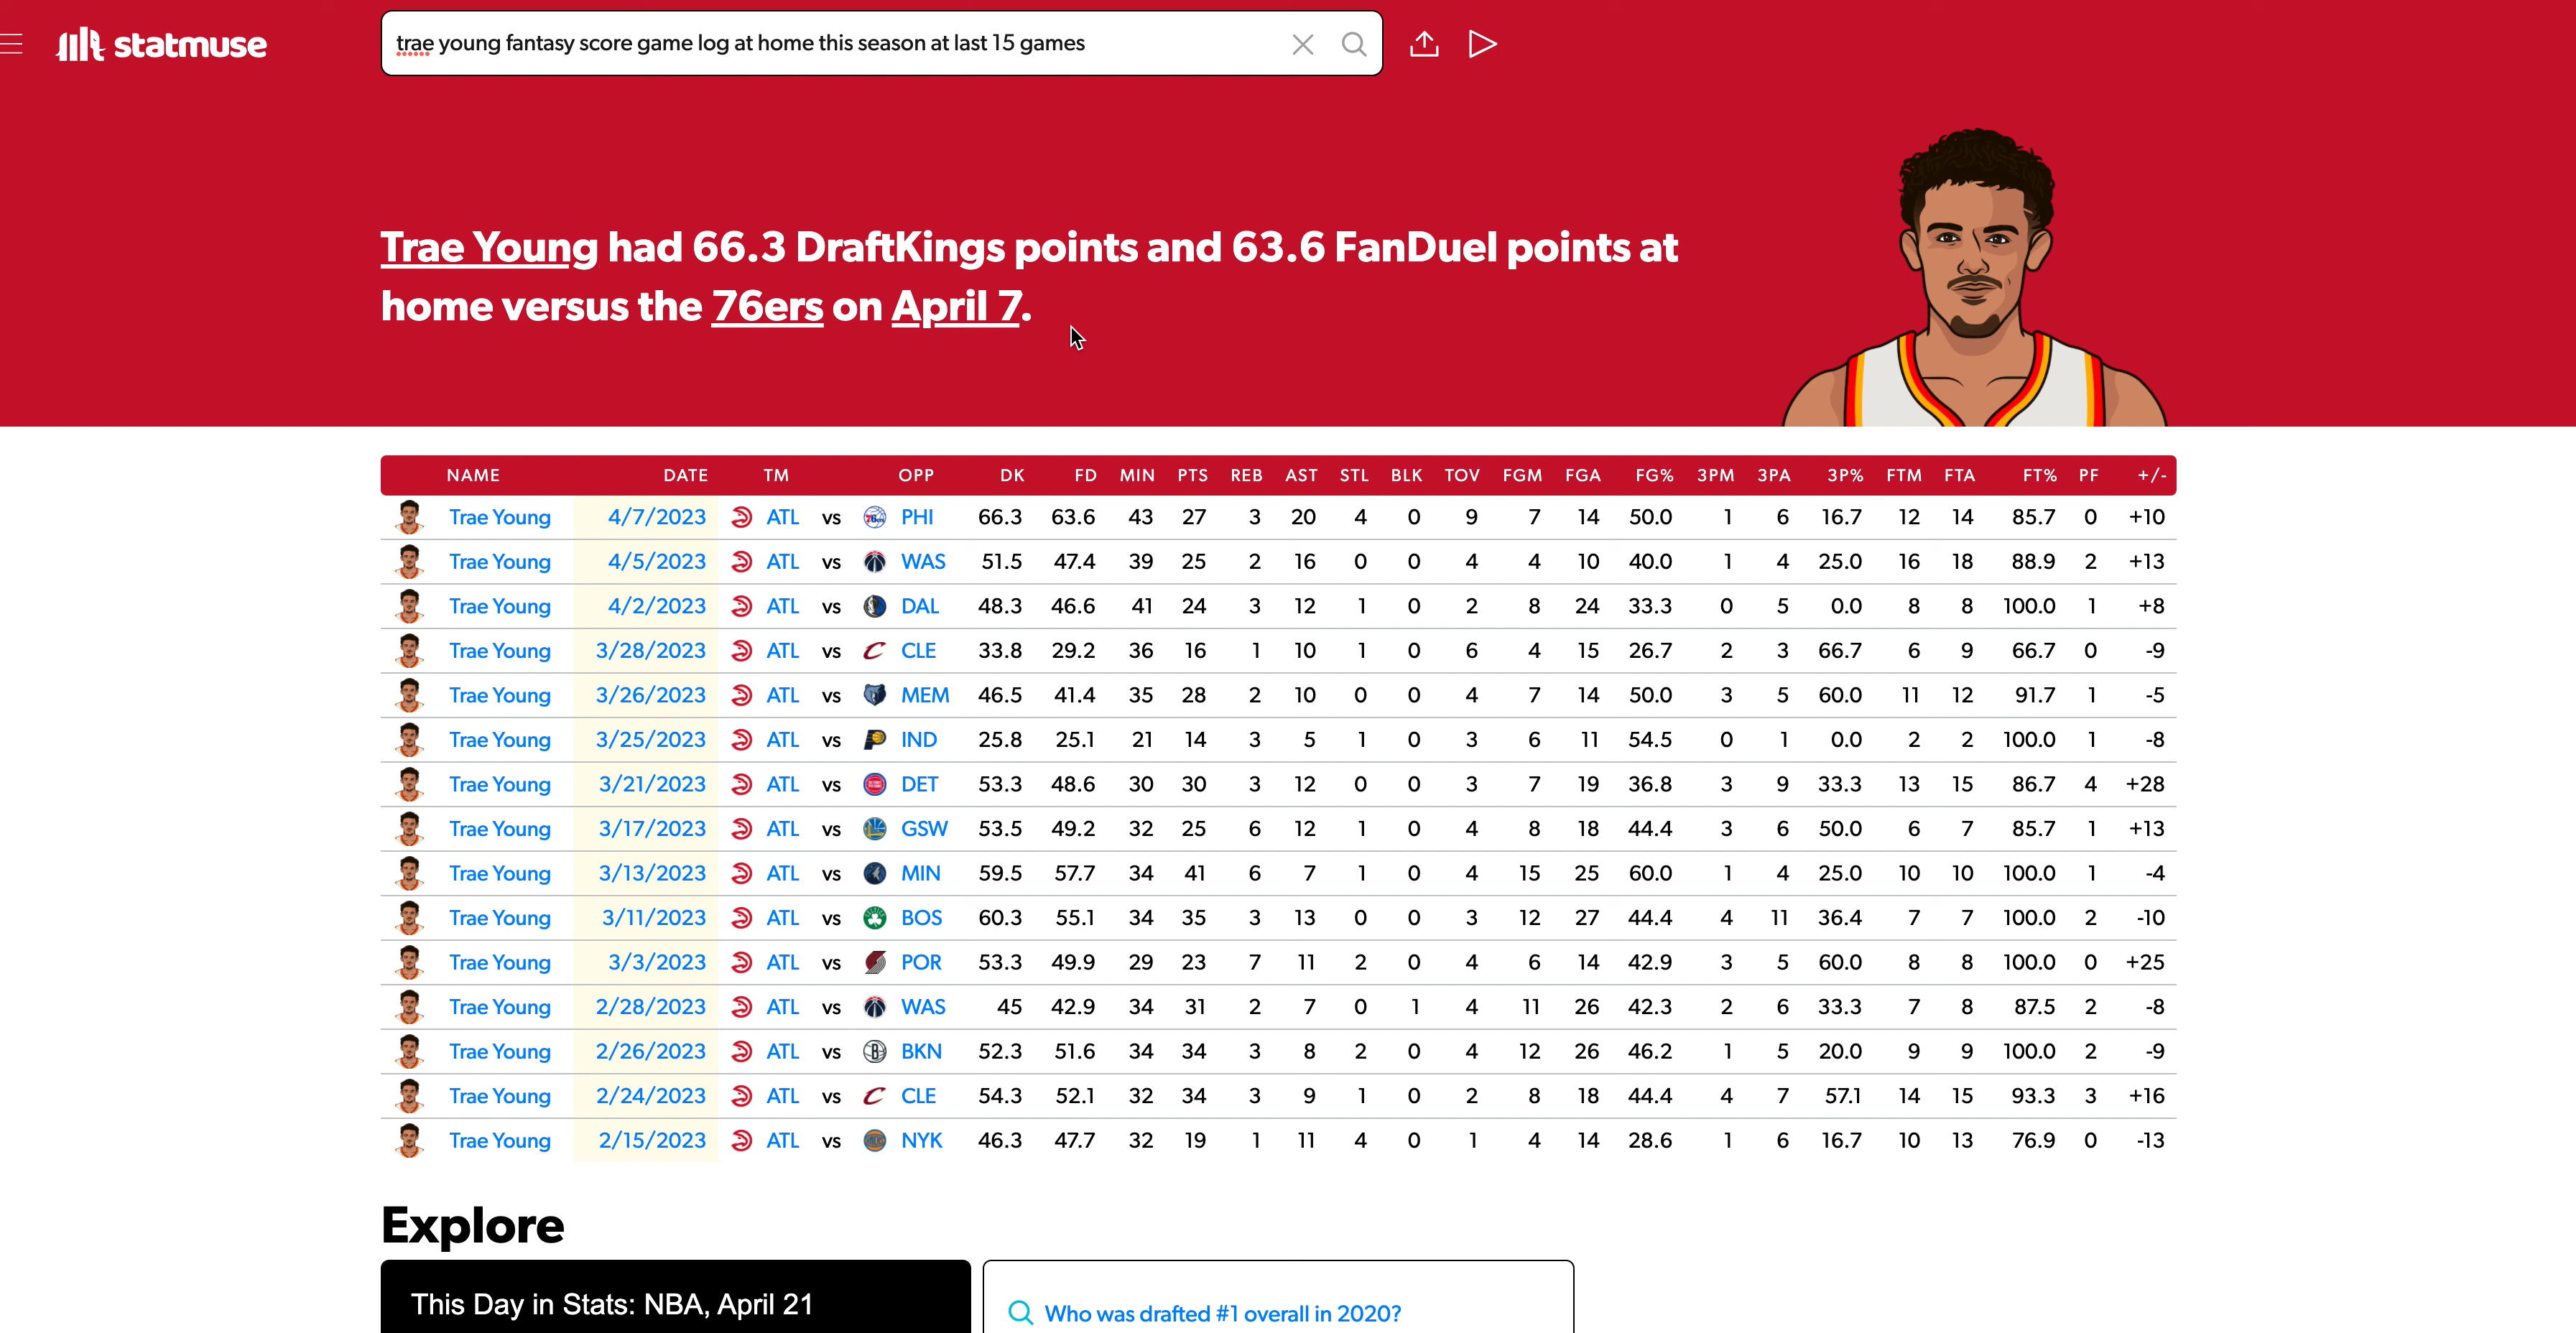 statmuse
trae young fantasy score game log at home this season at last 15 games
Trae Young had 66.3 DraftKings points and 63.6 FanDuel points at
home versus the 76ers on April 7.
NAME DATE TM OPP DK FD MIN PTS REB AST STL BLK TOV FGM FGA FG% 3PM 3PA 3P% FTM FTA FT% PF +/-
Trae Young 4/7/2023 ATL vs PHI 66.3 63.6 43 27 3 20 4 0 9 7 14 50.0 1 6 16.7 12 14 85.7 0 +10
Trae Young 4/5/2023 ATL vs WAS 51.5 47.4 39 25 2 16 0 0 4 4 10 40.0 1 4 25.0 16 18 88.9 2 +13
Trae Young 4/2/2023 ATL vs DAL 48.3 46.6 41 24 3 12 1 0 2 8 24 33.3 0 5 0.0 8 8 100.0 1 +8
Trae Young 3/28/2023 ATL vs CLE 33.8 29.2 36 16 1 10 1 0 6 4 15 26.7 2 3 66.7 6 9 66.7 0 -9
Trae Young 3/26/2023 ATL vs MEM 46.5 41.4 35 28 2 10 0 0 4 7 14 50.0 3 5 60.0 11 12 91.7 1 -5
Trae Young 3/25/2023 ATL vs IND 25.8 25.1 21 14 3 5 1 0 3 6 11 54.5 0 1 0.0 2 2 100.0 1 -8
Trae Young 3/21/2023 ATL vs DET 53.3 48.6 30 30 3 12 0 0 3 7 19 36.8 3 9 33.3 13 15 86.7 4 +28
Trae Young 3/17/2023 ATL vs GSW 53.5 49.2 32 25 6 12 1 0 4 8 18 44.4 3 6 50.0 6 7 85.7 1 +13
Trae Young 3/13/2023 ATL vs MIN 59.5 57.7 34 41 6 7 1 0 4 15 25 60.0 1 4 25.0 10 10 100.0 1 -4
Trae Young 3/11/2023 ATL vs BOS 60.3 55.1 34 35 3 13 0 0 3 12 27 44.4 4 11 36.4 7 7 100.0 2 -10
Trae Young 3/3/2023 ATL vs POR 53.3 49.9 29 23 7 11 2 0 4 6 14 42.9 3 5 60.0 8 8 100.0 0 +25
Trae Young 2/28/2023 ATL vs WAS 45 42.9 34 31 2 7 0 1 4 11 26 42.3 2 6 33.3 7 8 87.5 2 -8
Trae Young 2/26/2023 ATL vs BKN 52.3 51.6 34 34 3 8 2 0 4 12 26 46.2 1 5 20.0 9 9 100.0 2 -9
Trae Young 2/24/2023 ATL vs CLE 54.3 52.1 32 34 3 9 1 0 2 8 18 44.4 4 7 57.1 14 15 93.3 3 +16
Trae Young 2/15/2023 ATL vs NYK 46.3 47.7 32 19 1 11 4 0 1 4 14 28.6 1 6 16.7 10 13 76.9 0 -13
Explore
This Day in Stats: NBA, April 21
Who was drafted #1 overall in 2020?